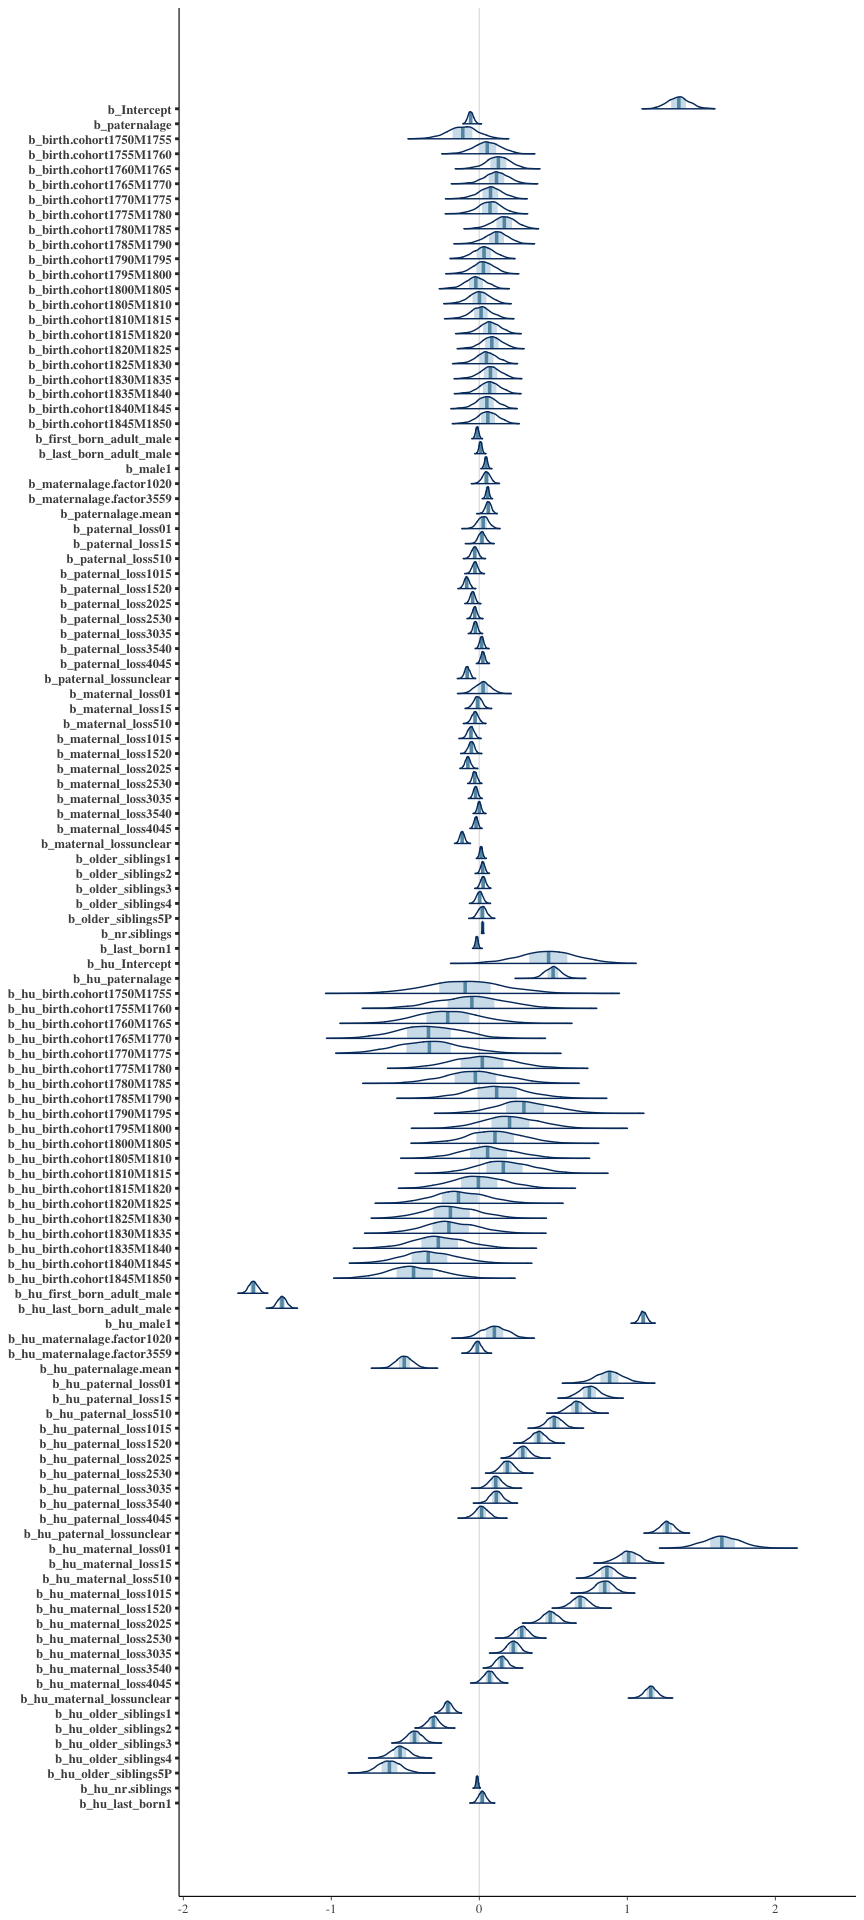 b_Intercept
b_paternalage
b_birth.cohort1750M1755
b_birth.cohort1755M1760
b_birth.cohort1760M1765
b_birth.cohort1765M1770
b_birth.cohort1770M1775
b_birth.cohort1775M1780
b_birth.cohort1780M1785
b_birth.cohort1785M1790
b_birth.cohort1790M1795
b_birth.cohort1795M1800
b_birth.cohort1800M1805
b_birth.cohort1805M1810
b_birth.cohort1810M1815
b_birth.cohort1815M1820
b_birth.cohort1820M1825
b_birth.cohort1825M1830
b_birth.cohort1830M1835
b_birth.cohort1835M1840
b_birth.cohort1840M1845
b_birth.cohort1845M1850
b_first_born_adult_male
b_last_born_adult_male
b_male1
b_maternalage.factor1020
b_maternalage.factor3559
b_paternalage.mean
b_paternal_loss01
b_paternal_loss15
b_paternal_loss510
b_paternal_loss1015
b_paternal_loss1520
b_paternal_loss2025
b_paternal_loss2530
b_paternal_loss3035
b_paternal_loss3540
b_paternal_loss4045
b_paternal_lossunclear
b_maternal_loss01
b_maternal_loss15
b_maternal_loss510
b_maternal_loss1015
b_maternal_loss1520
b_maternal_loss2025
b_maternal_loss2530
b_maternal_loss3035
b_maternal_loss3540
b_maternal_loss4045
b_maternal_lossunclear
b_older_siblings1
b_older_siblings2
b_older_siblings3
b_older_siblings4
b_older_siblings5P
b_nr.siblings
b_last_born1
b_hu_Intercept
b_hu_paternalage
b_hu_birth.cohort1750M1755
b_hu_birth.cohort1755M1760
b_hu_birth.cohort1760M1765
b_hu_birth.cohort1765M1770
b_hu_birth.cohort1770M1775
b_hu_birth.cohort1775M1780
b_hu_birth.cohort1780M1785
b_hu_birth.cohort1785M1790
b_hu_birth.cohort1790M1795
b_hu_birth.cohort1795M1800
b_hu_birth.cohort1800M1805
b_hu_birth.cohort1805M1810
b_hu_birth.cohort1810M1815
b_hu_birth.cohort1815M1820
b_hu_birth.cohort1820M1825
b_hu_birth.cohort1825M1830
b_hu_birth.cohort1830M1835
b_hu_birth.cohort1835M1840
b_hu_birth.cohort1840M1845
b_hu_birth.cohort1845M1850
b_hu_first_born_adult_male
b_hu_last_born_adult_male
b_hu_male1
b_hu_maternalage.factor1020
b_hu_maternalage.factor3559
b_hu_paternalage.mean
b_hu_paternal_loss01
b_hu_paternal_loss15
b_hu_paternal_loss510
b_hu_paternal_loss1015
b_hu_paternal_loss1520
b_hu_paternal_loss2025
b_hu_paternal_loss2530
b_hu_paternal_loss3035
b_hu_paternal_loss3540
b_hu_paternal_loss4045
b_hu_paternal_lossunclear
b_hu_maternal_loss01
b_hu_maternal_loss15
b_hu_maternal_loss510
b_hu_maternal_loss1015
b_hu_maternal_loss1520
b_hu_maternal_loss2025
b_hu_maternal_loss2530
b_hu_maternal_loss3035
b_hu_maternal_loss3540
b_hu_maternal_loss4045
b_hu_maternal_lossunclear
b_hu_older_siblings1
b_hu_older_siblings2
b_hu_older_siblings3
b_hu_older_siblings4
b_hu_older_siblings5P
b_hu_nr.siblings
b_hu_last_born1
-2 -1 0 1 2